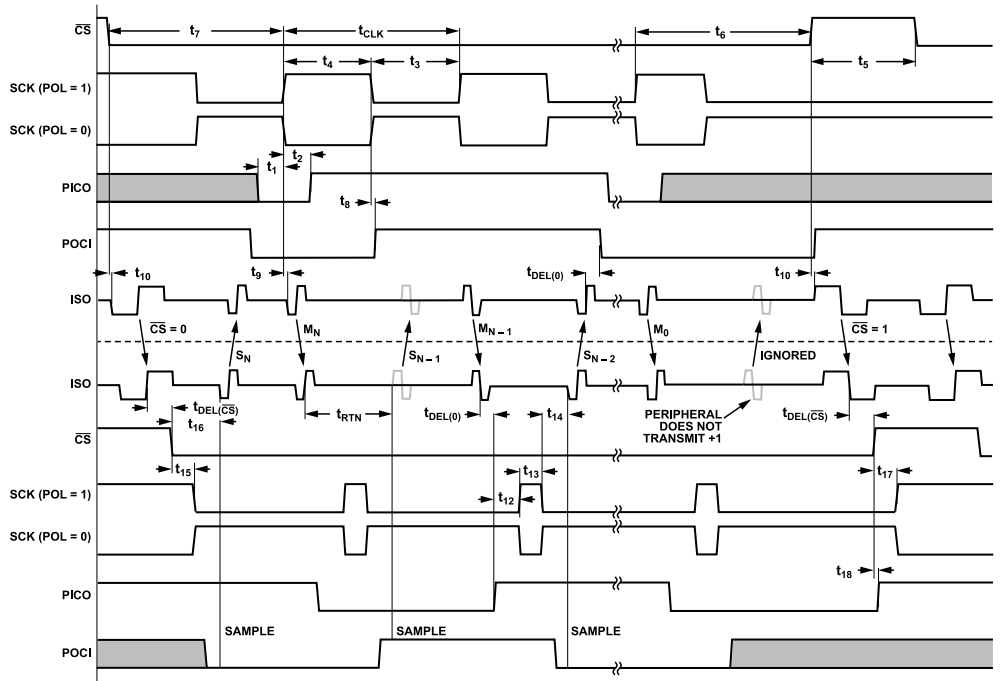 CS
t7
tCLK
t6
t4
t3
t5
SCK (POL = 1)
SCK (POL = 0)
t2
t1
PICO
t8
POCI
t10
t9
tDEL(0)
t10
ISO
CS = 0
SN
MN
SN – 1
MN – 1
SN – 2
M0
IGNORED
CS = 1
ISO
tDEL(CS)
tRTN
tDEL(0)
t14
PERIPHERAL
DOES NOT
TRANSMIT +1
tDEL(CS)
t16
CS
t15
t13
t17
t12
SCK (POL = 1)
SCK (POL = 0)
t18
PICO
SAMPLE
SAMPLE
SAMPLE
POCI